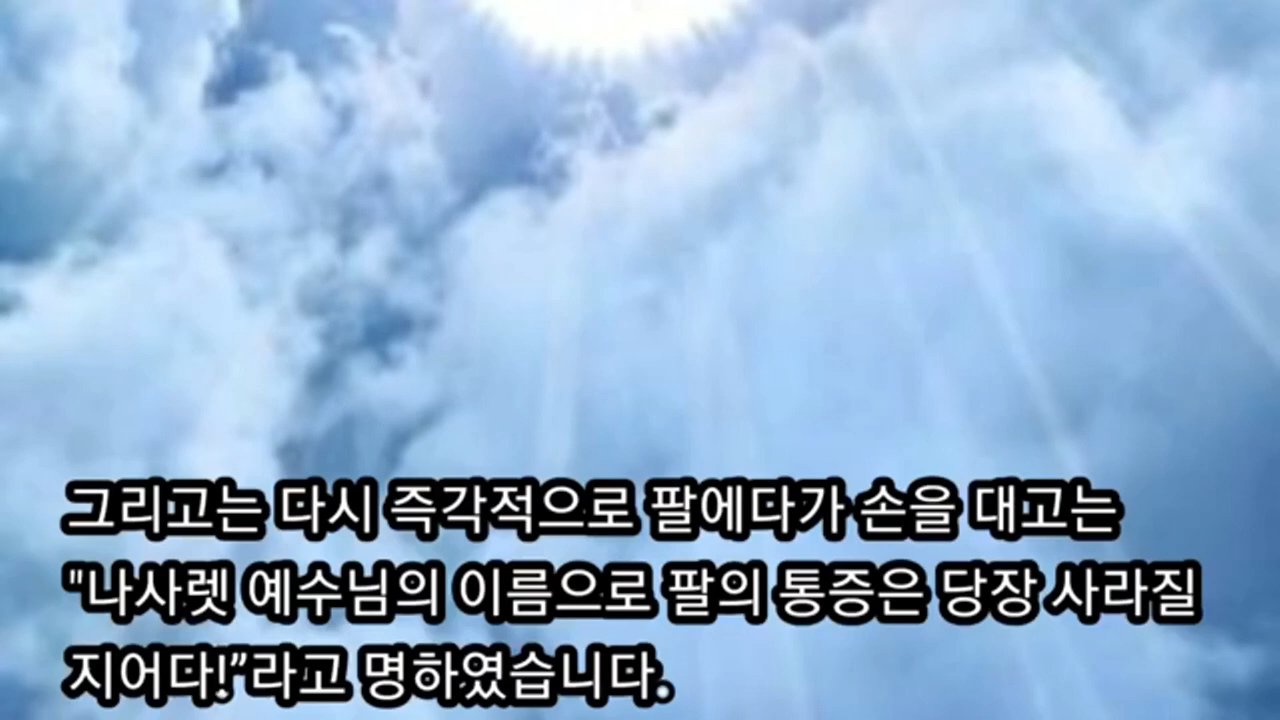 그리고는 다시 즉각적으로 팔에다가 손을 대고는
"나사렛 예수님의 이름으로 팔의 통증은 당장 사라질
지어다!”라고 명하였습니다.